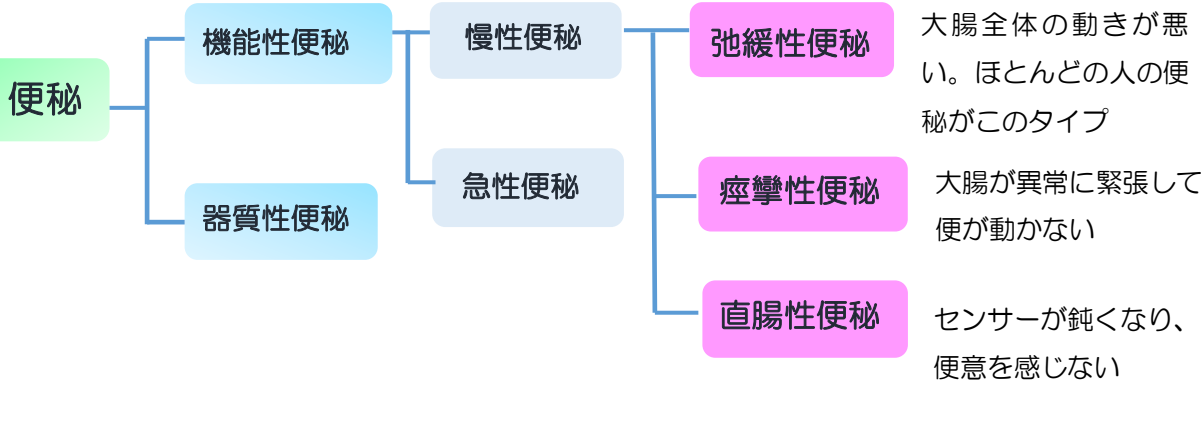 便秘
機能性便秘
器質性便秘
慢性便秘
急性便秘
弛緩性便秘
大腸全体の動きが悪
い。ほとんどの人の便
秘がこのタイプ
痙攣性便秘
大腸が異常に緊張して
便が動かない
直腸性便秘
センサーが鈍くなり、
便意を感じない